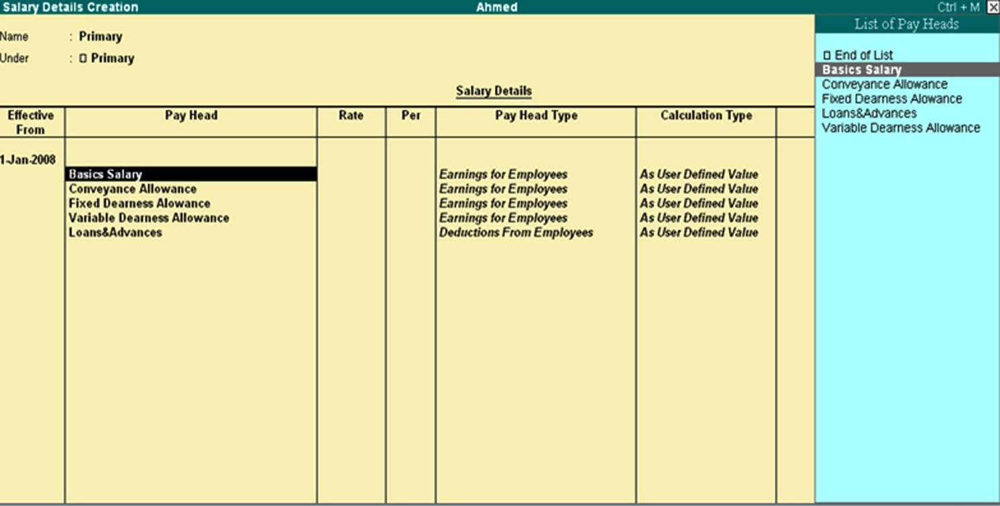 Salary Details Creation Ahmed Ctrl + M
List of Pay Heads
Name : Primary
Under : Primary
End of List
Basics Salary
Conveyance Allowance
Fixed Dearness Alowance
Loans&Advances
Variable Dearness Allowance
Salary Details
Effective From Pay Head Rate Per Pay Head Type Calculation Type
1-Jan-2008
Basics Salary Earnings for Employees As User Defined Value
Conveyance Allowance Earnings for Employees As User Defined Value
Fixed Dearness Alowance Earnings for Employees As User Defined Value
Variable Dearness Allowance Earnings for Employees As User Defined Value
Loans&Advances Deductions From Employees As User Defined Value